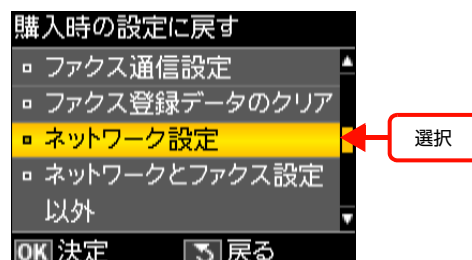 購入時の設定に戻す
ファクス通信設定
ファクス登録データのクリア
ネットワーク設定
選択
ネットワークとファクス設定
以外
OK 決定 戻る